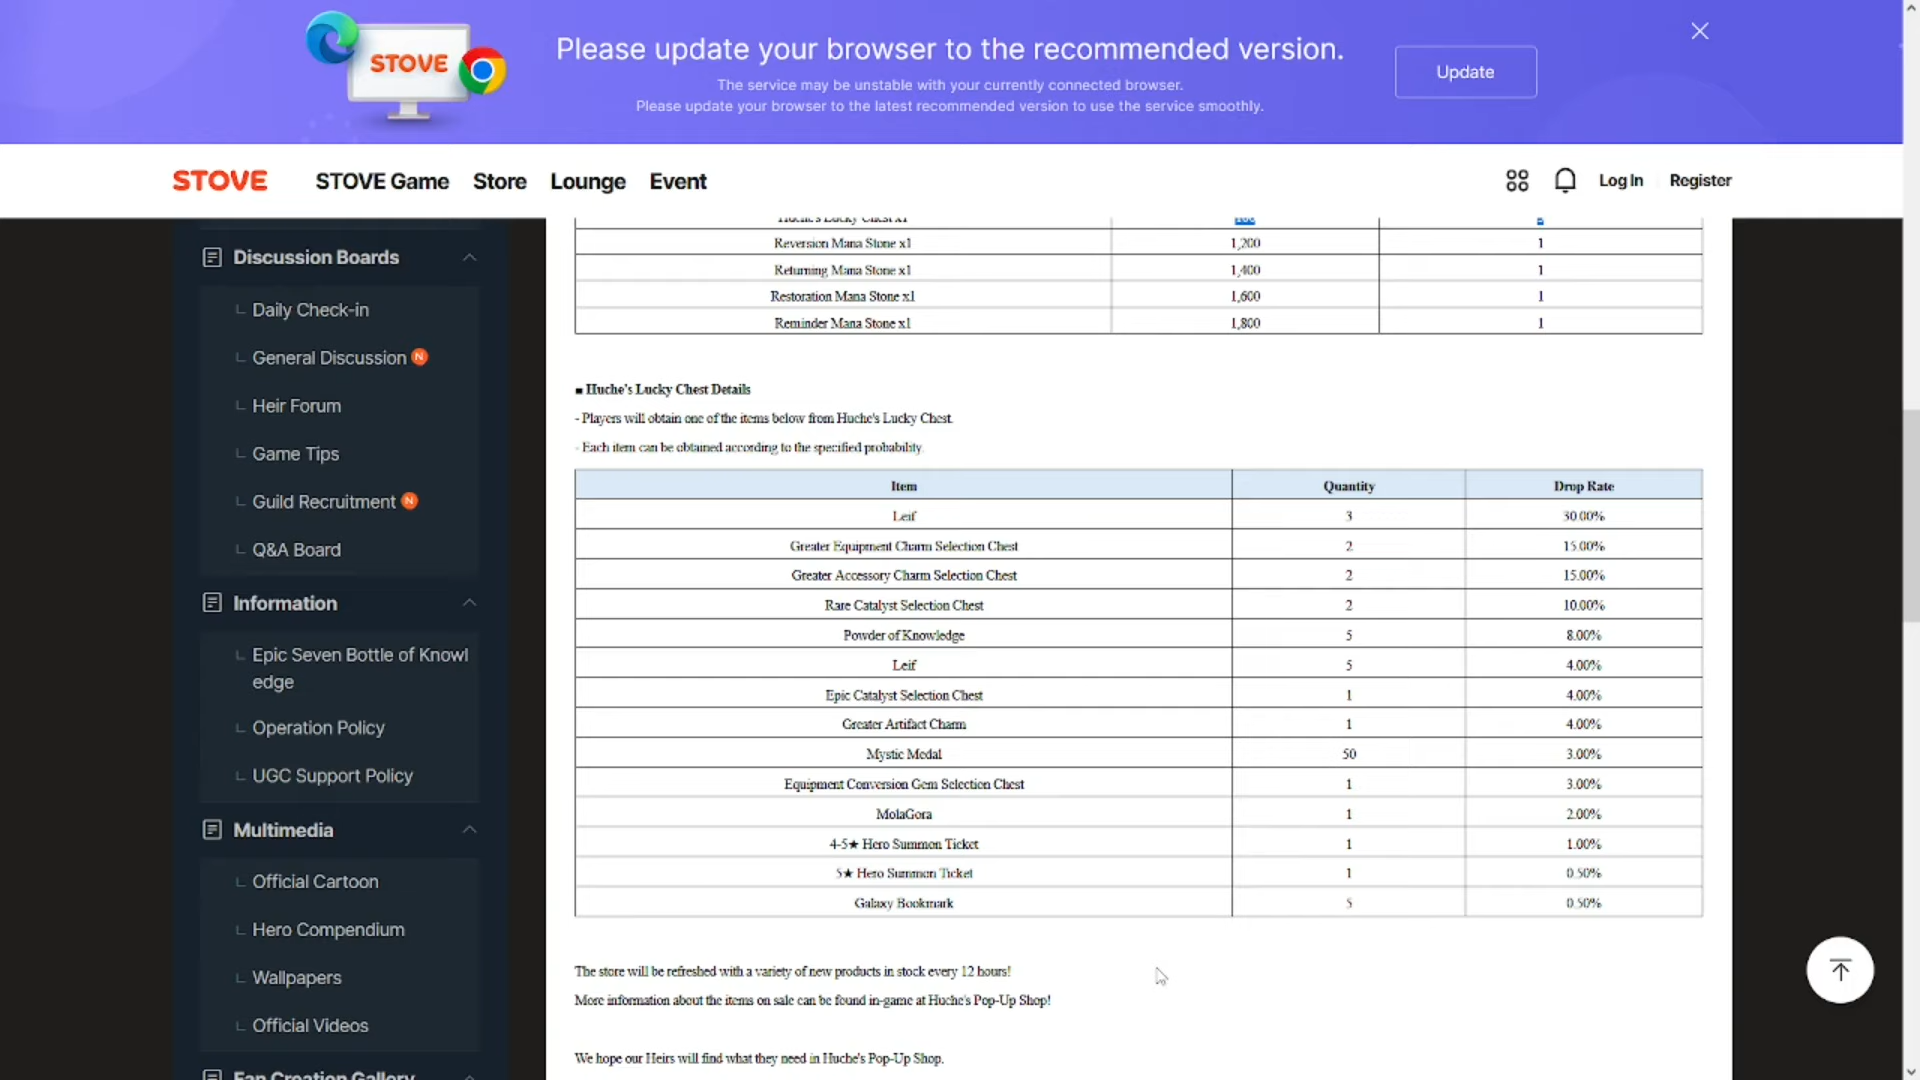 STOVE
Please update your browser to the recommended version.
The service may be unstable with your currently connected browser.
Please update your browser to the latest recommended version to use the service smoothly.
Update
STOVE
STOVE Game
Store
Lounge
Event
Log In
Register
Discussion Boards
Daily Check-in
General Discussion N
Heir Forum
Game Tips
Guild Recruitment N
Q&A Board
Information
Epic Seven Bottle of Knowl
edge
Operation Policy
UGC Support Policy
Multimedia
Official Cartoon
Hero Compendium
Wallpapers
Official Videos
Fan Creation Gallery
Huche's Lucky Chest x1
Reversion Mana Stone x1 1,200 1
Returning Mana Stone x1 1,400 1
Restoration Mana Stone x1 1,600 1
Reminder Mana Stone x1 1,800 1
■ Huche's Lucky Chest Details
- Players will obtain one of the items below from Huche's Lucky Chest.
- Each item can be obtained according to the specified probability.
Item Quantity Drop Rate
Leif 3 30.00%
Greater Equipment Charm Selection Chest 2 15.00%
Greater Accessory Charm Selection Chest 2 15.00%
Rare Catalyst Selection Chest 2 10.00%
Powder of Knowledge 5 8.00%
Leif 5 4.00%
Epic Catalyst Selection Chest 1 4.00%
Greater Artifact Charm 1 4.00%
Mystic Medal 50 3.00%
Equipment Conversion Gem Selection Chest 1 3.00%
MolaGora 1 2.00%
4-5★ Hero Summon Ticket 1 1.00%
5★ Hero Summon Ticket 1 0.50%
Galaxy Bookmark 5 0.50%
The store will be refreshed with a variety of new products in stock every 12 hours!
More information about the items on sale can be found in-game at Huche's Pop-Up Shop!
We hope our Heirs will find what they need in Huche's Pop-Up Shop.